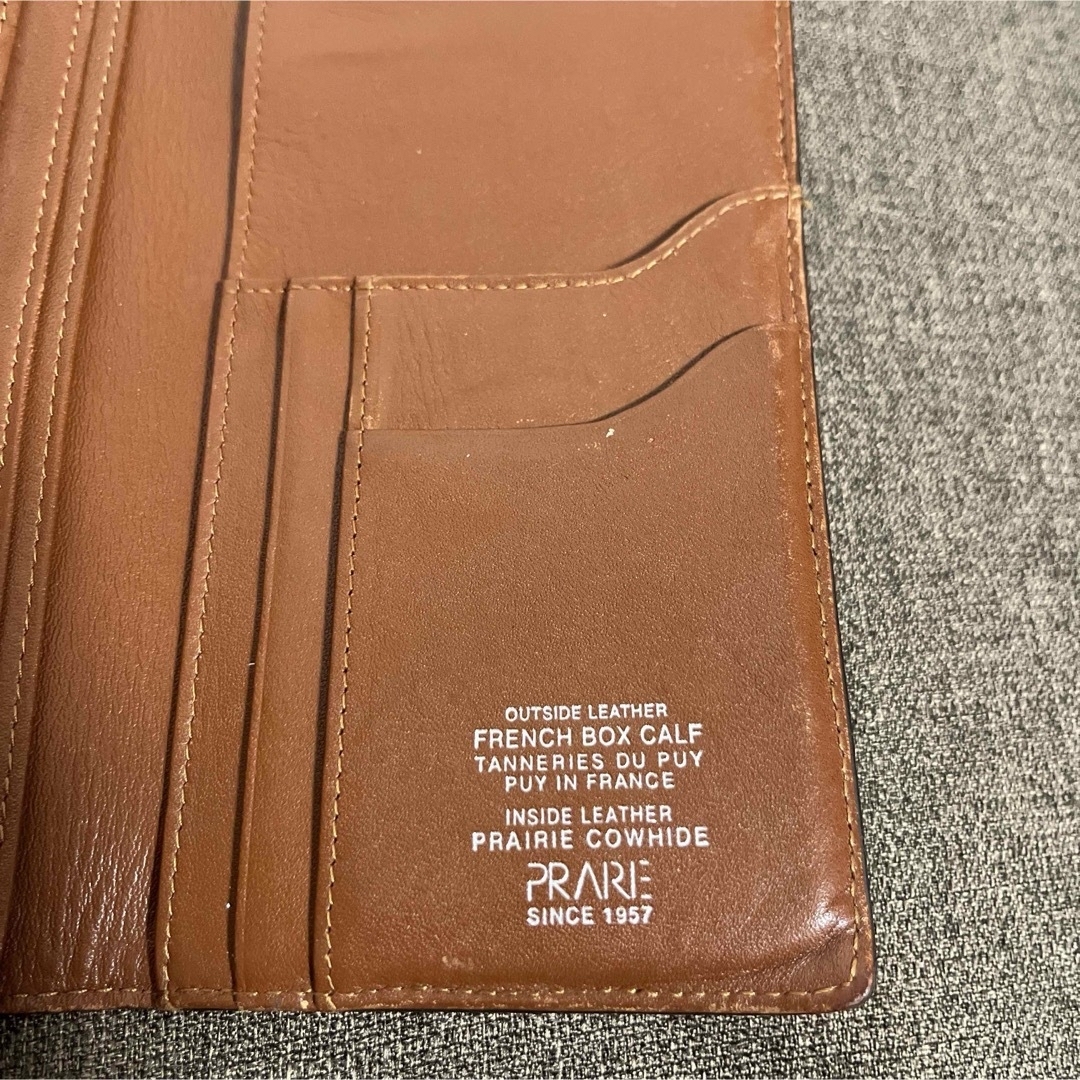 OUTSIDE LEATHER
FRENCH BOX CALF
TANNERIES DU PUY
PUY IN FRANCE
INSIDE LEATHER
PRAIRIE COWHIDE
PRAIRIE
SINCE 1957